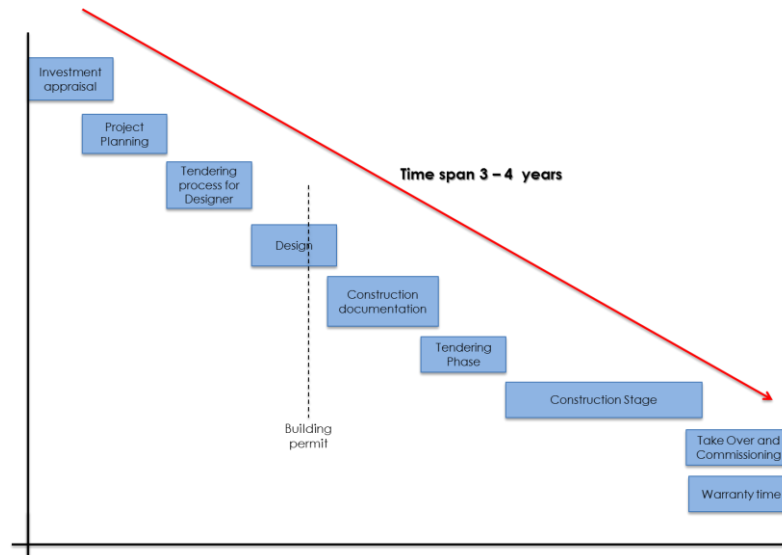 Investment
appraisal
Project
Planning
Tendering
process for
Designer
Time span 3 – 4 years
Design
Construction
documentation
Tendering
Phase
Construction Stage
Building
permit
Take Over and
Commissioning
Warranty time